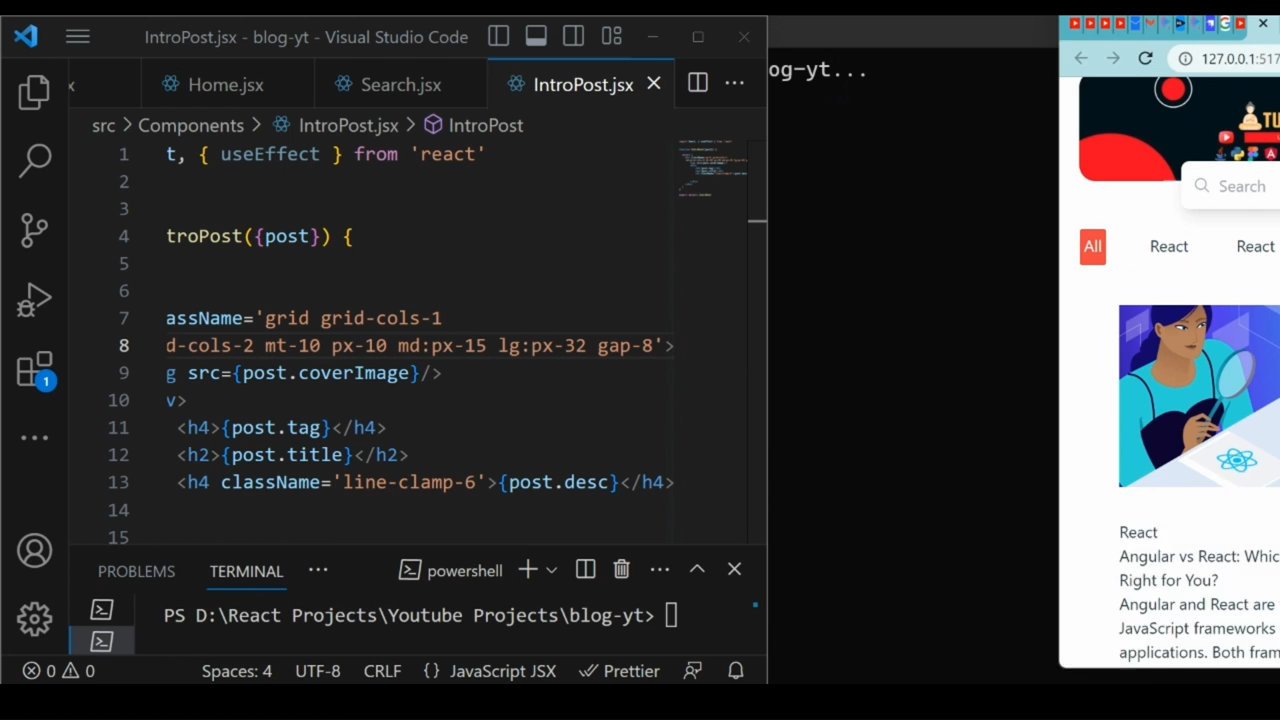 IntroPost.jsx - blog-yt - Visual Studio Code
x
Home.jsx
Search.jsx
IntroPost.jsx
src > Components > IntroPost.jsx > IntroPost
1 t, { useEffect } from 'react'
2
3
4 troPost({post}) {
5
6
7 assName='grid grid-cols-1
8 d-cols-2 mt-10 px-10 md:px-15 lg:px-32 gap-8'>
9 g src={post.coverImage}/>
10 v>
11 <h4>{post.tag}</h4>
12 <h2>{post.title}</h2>
13 <h4 className='line-clamp-6'>{post.desc}</h4>
14
15
1
PROBLEMS
TERMINAL
powershell
PS D:\React Projects\Youtube Projects\blog-yt>
0 0
Spaces: 4
UTF-8
CRLF
{} JavaScript JSX
Prettier
og-yt...
127.0.0.1:517
TU
Search
All
React
React
React
Angular vs React: Whic
Right for You?
Angular and React are
JavaScript frameworks
applications. Both fram